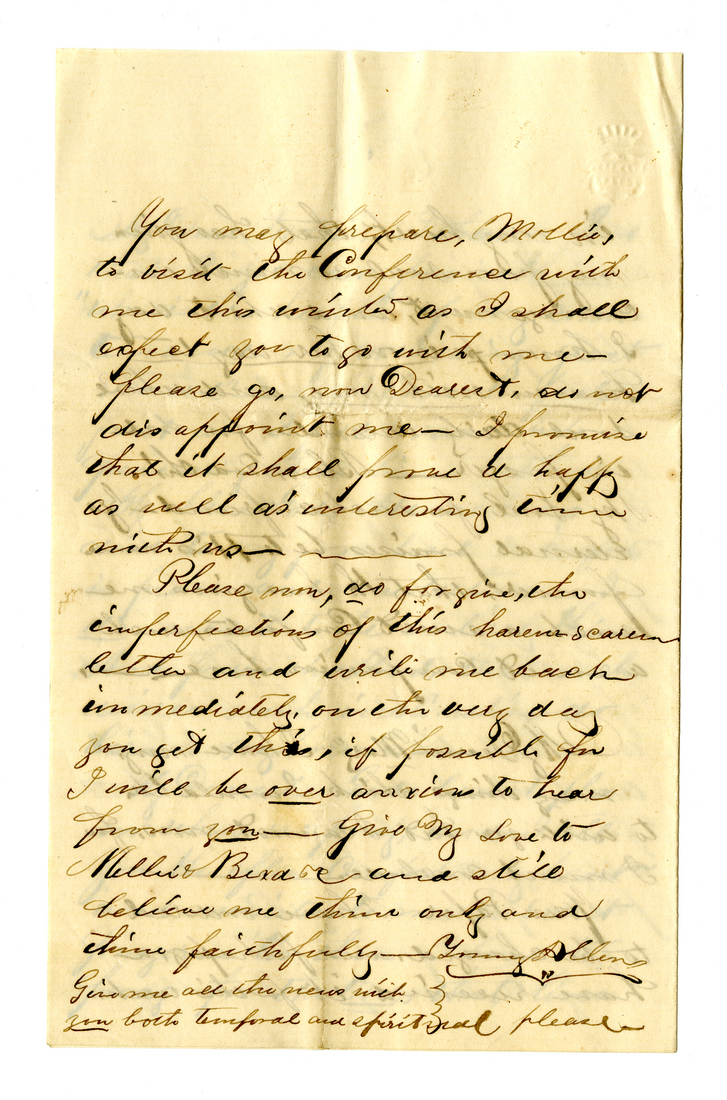 You may prepare, Mollie,
to visit the Conference with
me this winter. as I shall
expect you to go with me—
please go, now Dearest, do not
disappoint me— I promise
that it shall prove a happy
as well as interesting time
with us—
Please now, do forgive, the
imperfections of this harem-scarem
letter and write me back
immediately, on the very day
you get this, if possible for
I will be over anxious to hear
from you— Give My Love to
Mellie & and still
believe me thine only and
thine faithfully— Young Allen
Give me all the news with
you both temporal and spiritual please—